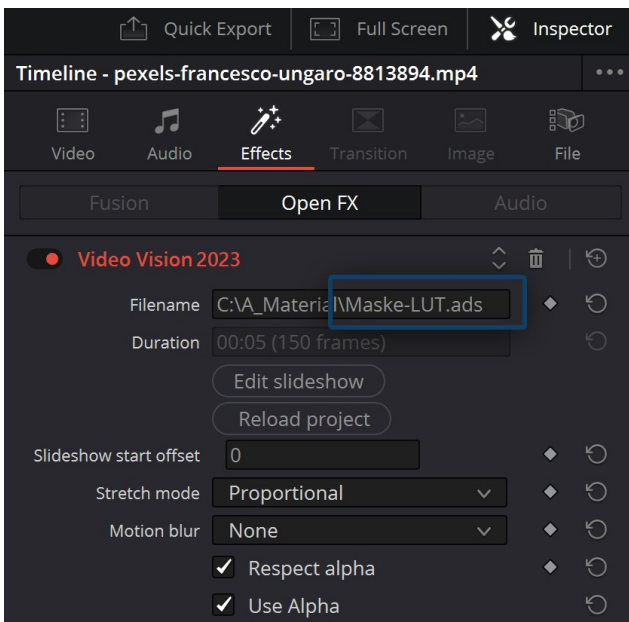 Quick Export Full Screen Inspector
Timeline - pexels-francesco-ungaro-8813894.mp4
Video Audio Effects Transition Image File
Fusion Open FX Audio
Video Vision 2023
Filename C:\A_Material\Maske-LUT.ads
Duration 00:05 (150 frames)
Edit slideshow
Reload project
Slideshow start offset 0
Stretch mode Proportional
Motion blur None
Respect alpha
Use Alpha